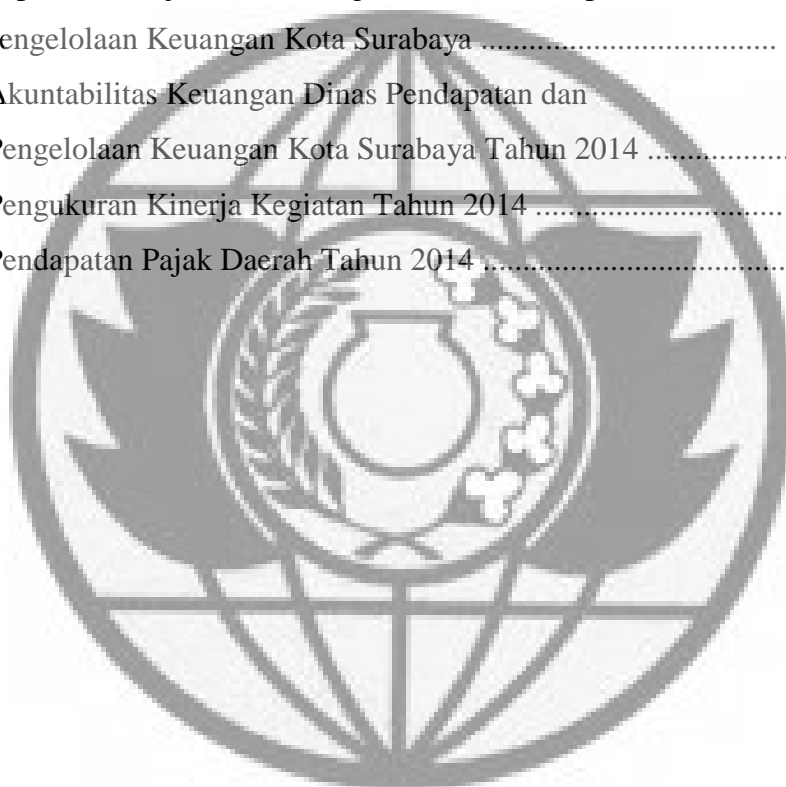 engelolaan Keuangan Kota Surabaya ....................................
Akuntabilitas Keuangan Dinas Pendapatan dan
Pengelolaan Keuangan Kota Surabaya Tahun 2014 .................
Pengukuran Kinerja Kegiatan Tahun 2014 ..............................
Pendapatan Pajak Daerah Tahun 2014 .....................................